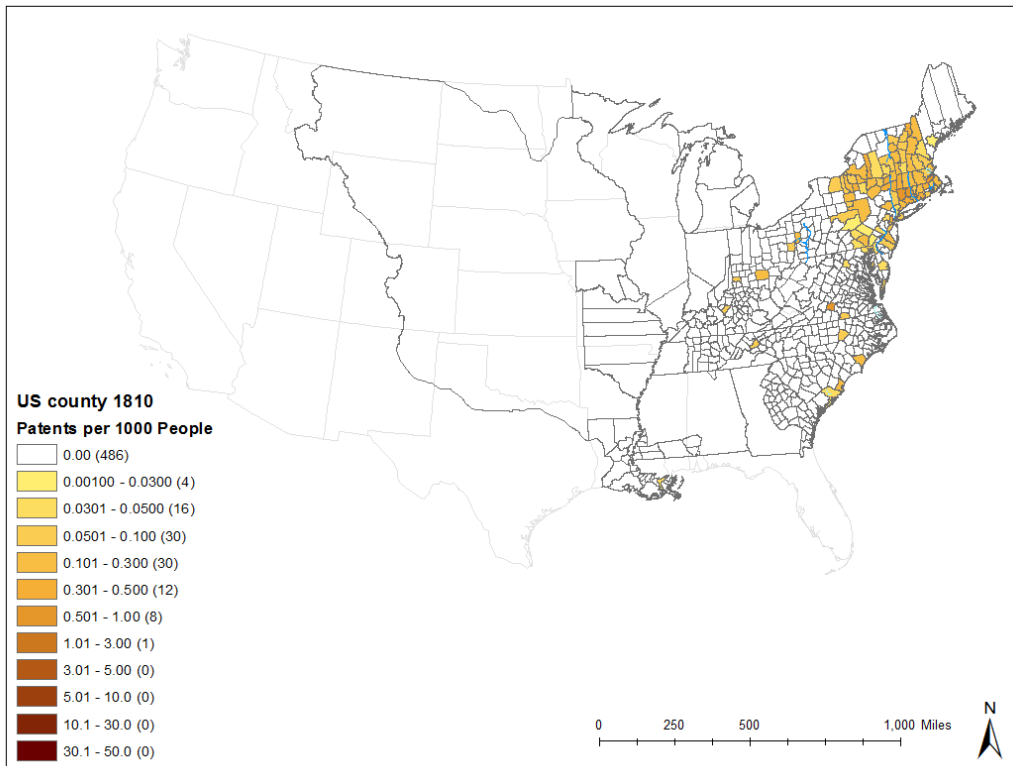 US county 1810
Patents per 1000 People
0.00 (486)
0.00100 - 0.0300 (4)
0.0301 - 0.0500 (16)
0.0501 - 0.100 (30)
0.101 - 0.300 (30)
0.301 - 0.500 (12)
0.501 - 1.00 (8)
1.01 - 3.00 (1)
3.01 - 5.00 (0)
5.01 - 10.0 (0)
10.1 - 30.0 (0)
30.1 - 50.0 (0)
0 250 500 1,000 Miles
N